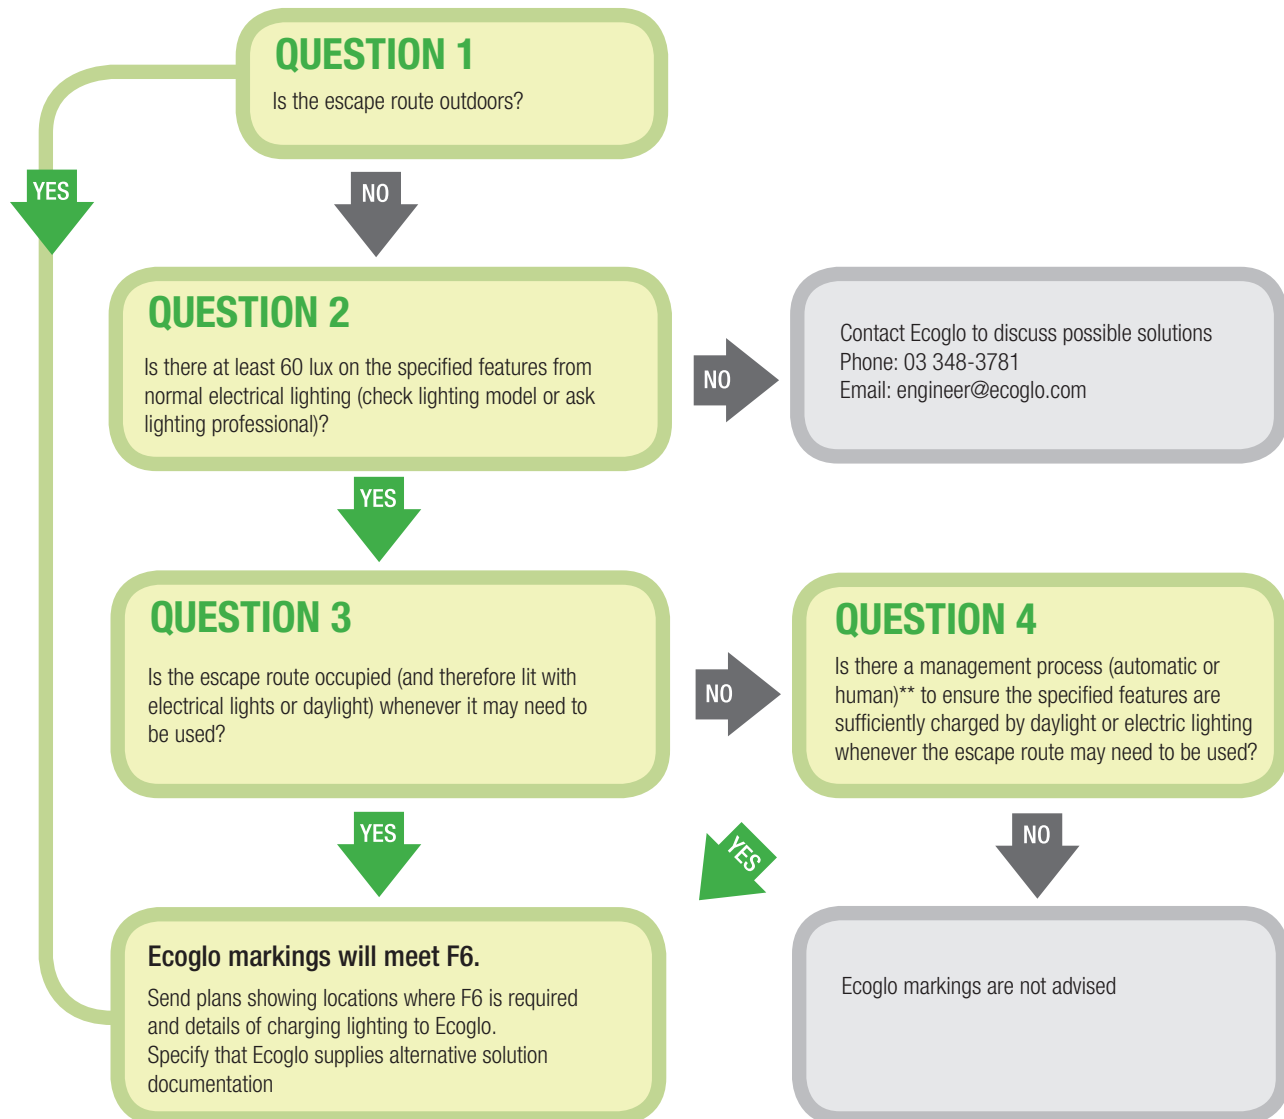 QUESTION 1
Is the escape route outdoors?
YES
NO
QUESTION 2
Is there at least 60 lux on the specified features from
normal electrical lighting (check lighting model or ask
lighting professional)?
NO
Contact Ecoglo to discuss possible solutions
Phone: 03 348-3781
Email: engineer@ecoglo.com
YES
QUESTION 3
Is the escape route occupied (and therefore lit with
electrical lights or daylight) whenever it may need to
be used?
NO
QUESTION 4
Is there a management process (automatic or
human)** to ensure the specified features are
sufficiently charged by daylight or electric lighting
whenever the escape route may need to be used?
YES
YES
NO
Ecoglo markings will meet F6.
Send plans showing locations where F6 is required
and details of charging lighting to Ecoglo.
Specify that Ecoglo supplies alternative solution
documentation
Ecoglo markings are not advised